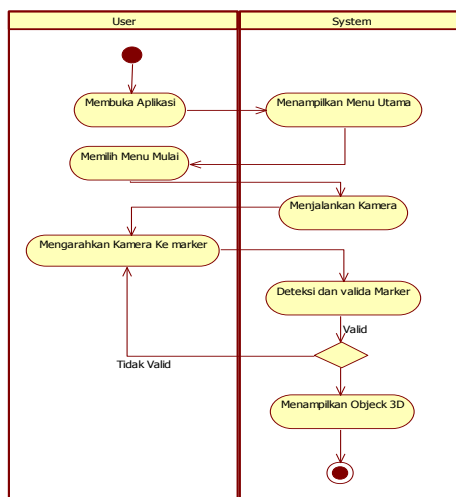 User
System
Membuka Aplikasi
Menampilkan Menu Utama
Memilih Menu Mulai
Menjalankan Kamera
Mengarahkan Kamera Ke marker
Deteksi dan valida Marker
Valid
Tidak Valid
Menampilkan Objeck 3D